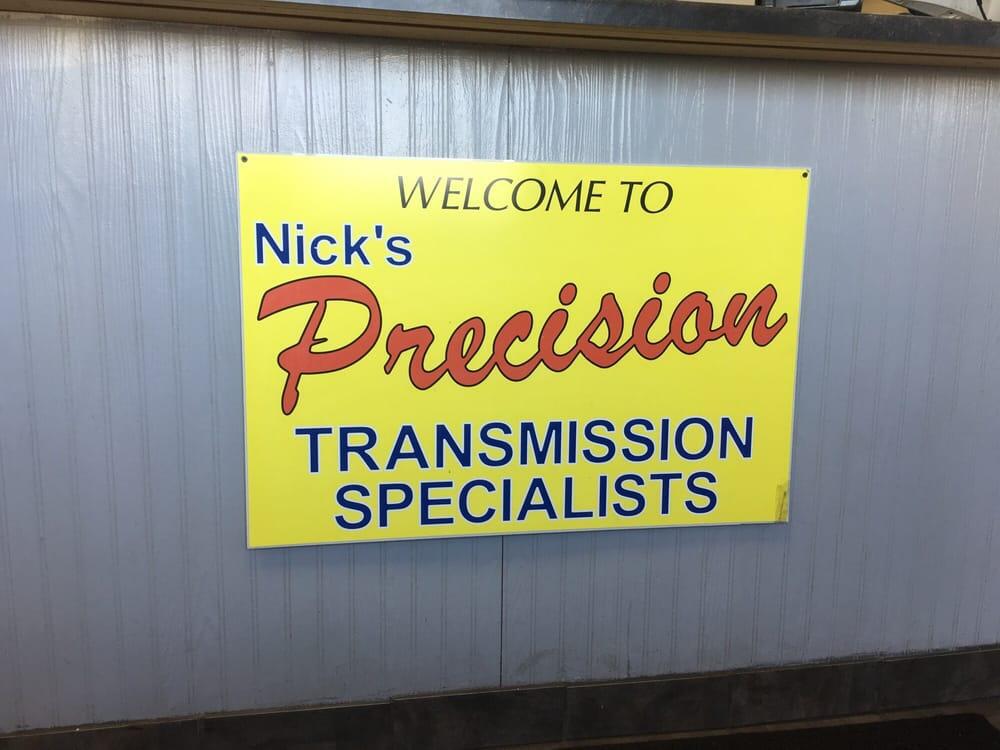 WELCOME TO
Nick's
Precision
TRANSMISSION
SPECIALISTS